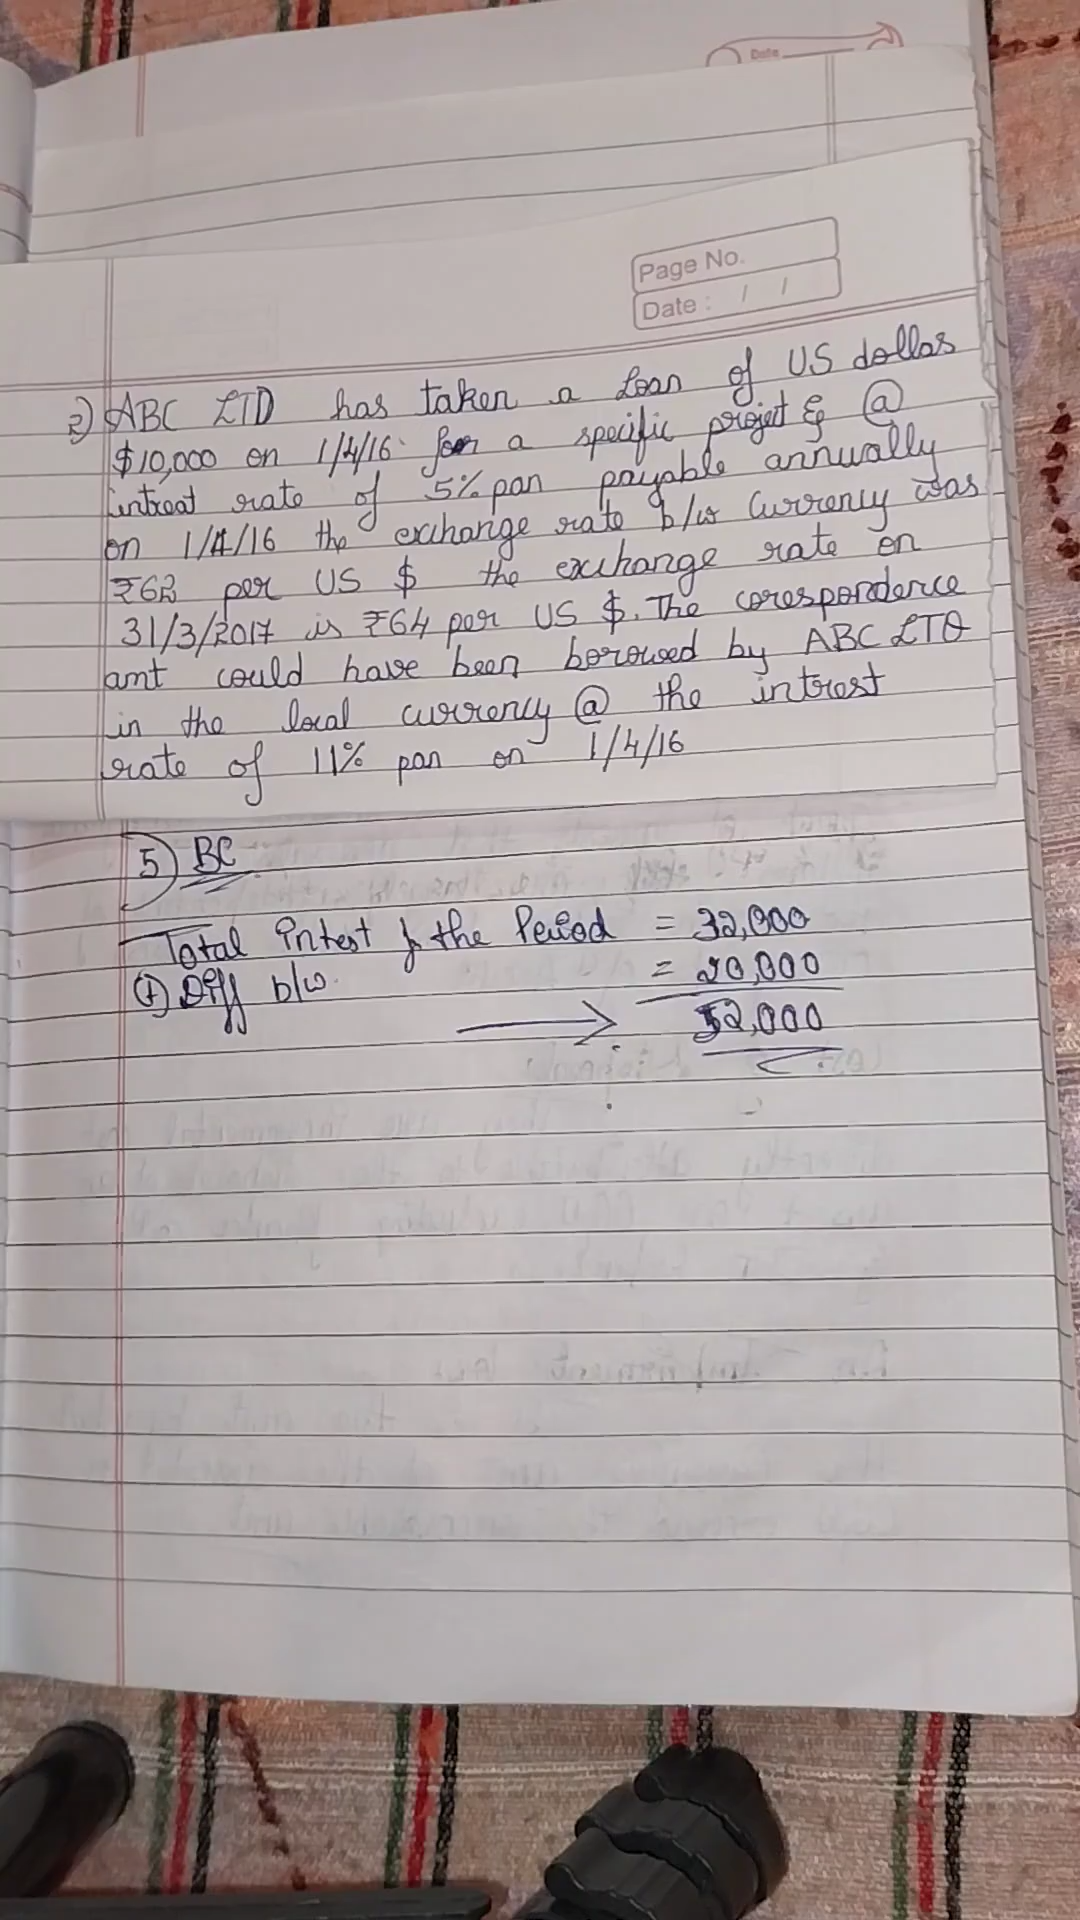 Date
Page No.
Date : / /
2) ABC LTD has taken a Loan of US dollar
$10,000 on 1/4/16 for a specific project & @
intreat rate of 5% pan payable annually
on 1/4/16 the exchange rate b/w currency was
₹62 per US $ the exchange rate on
31/3/2017 is ₹64 per US $. The corespondence
amt could have been borowed by ABC LTD
in the local currency @ the intrest
rate of 11% pan on 1/4/16
5) BC
Total Intest f the Period = 32,000
(+) Diff b/w. = 20,000
52,000